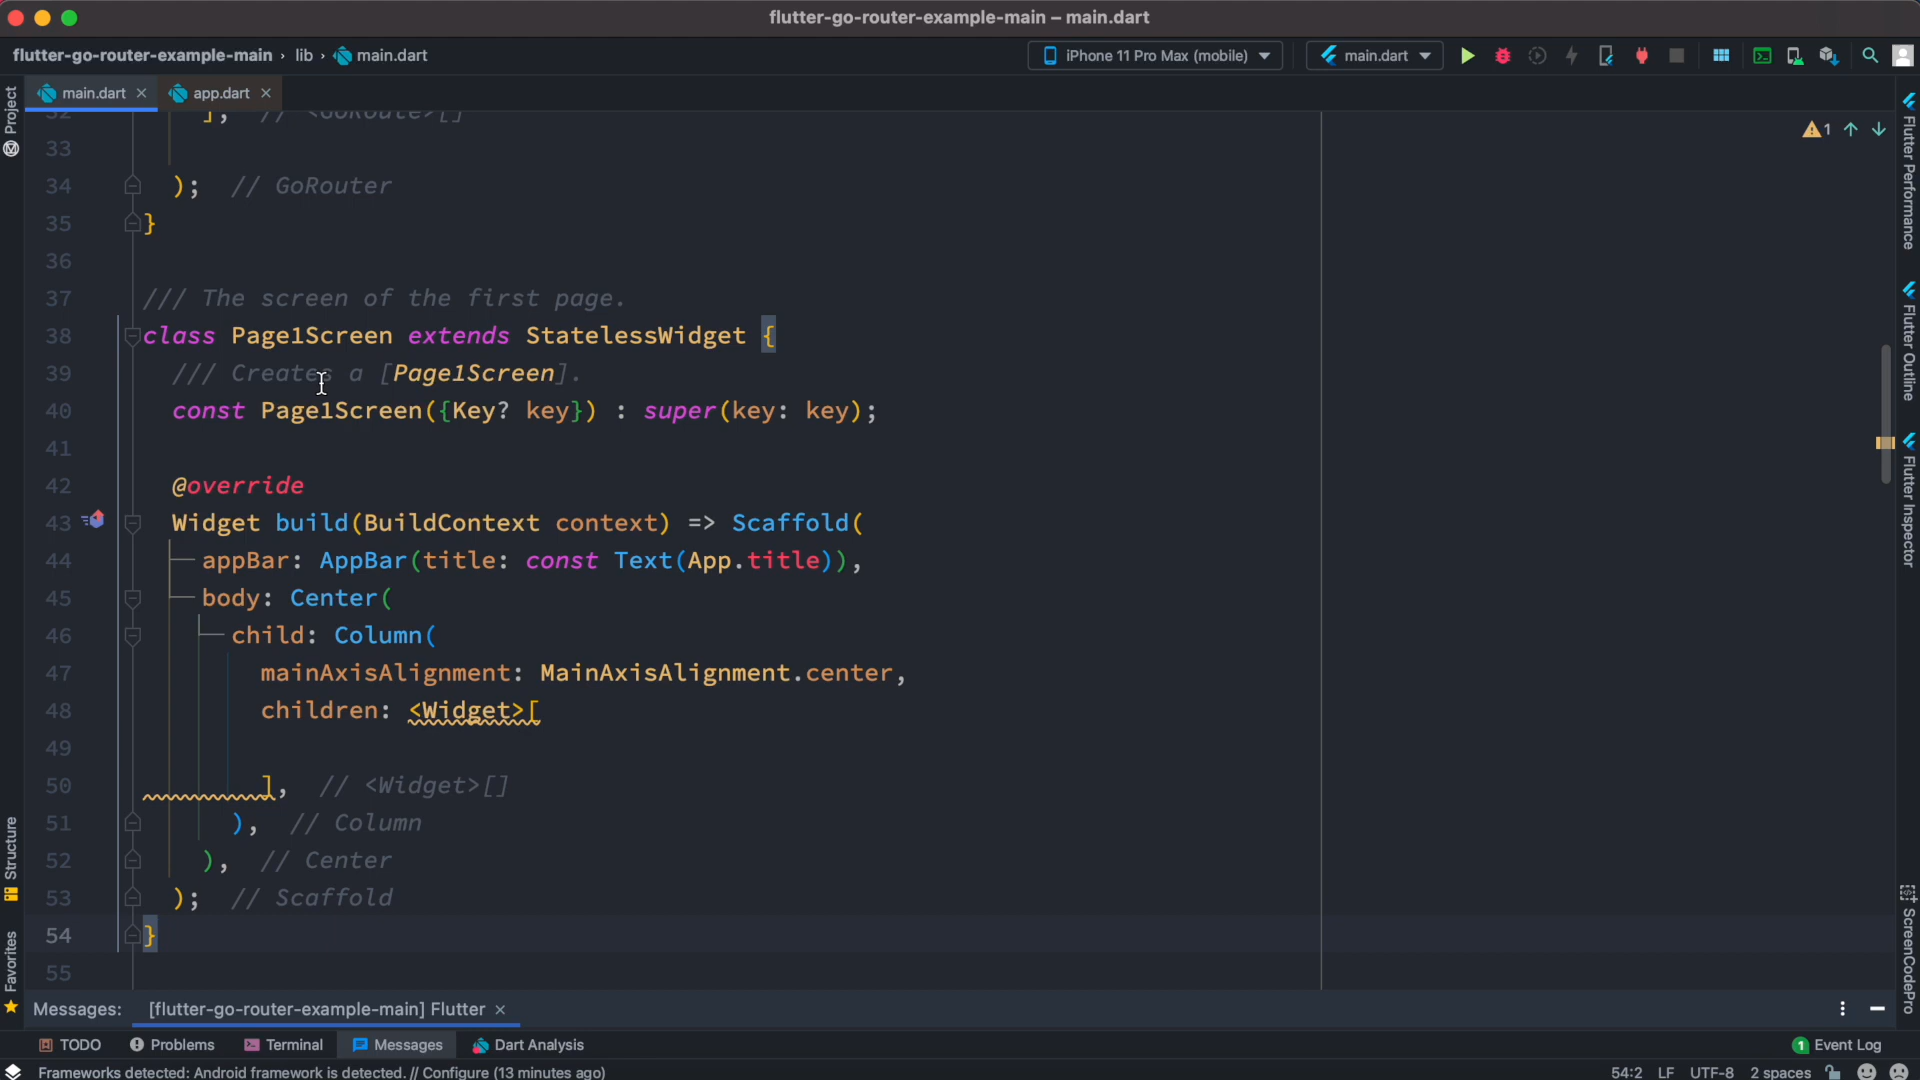 flutter-go-router-example-main – main.dart
flutter-go-router-example-main › lib › main.dart
iPhone 11 Pro Max (mobile)
main.dart
main.dart ×
app.dart ×
Project
Structure
Favorites
Flutter Performance
Flutter Outline
Flutter Inspector
ScreenCodePro
1
32 ], // <GoRoute>[]
33
34 ); // GoRouter
35 }
36
37 /// The screen of the first page.
38 class Page1Screen extends StatelessWidget {
39 /// Creates a [Page1Screen].
40 const Page1Screen({Key? key}) : super(key: key);
41
42 @override
43 Widget build(BuildContext context) => Scaffold(
44 appBar: AppBar(title: const Text(App.title)),
45 body: Center(
46 child: Column(
47 mainAxisAlignment: MainAxisAlignment.center,
48 children: <Widget>[
49
50 ], // <Widget>[]
51 ), // Column
52 ), // Center
53 ); // Scaffold
54 }
55
Messages: [flutter-go-router-example-main] Flutter ×
TODO
Problems
Terminal
Messages
Dart Analysis
1 Event Log
Frameworks detected: Android framework is detected. // Configure (13 minutes ago)
54:2 LF UTF-8 2 spaces